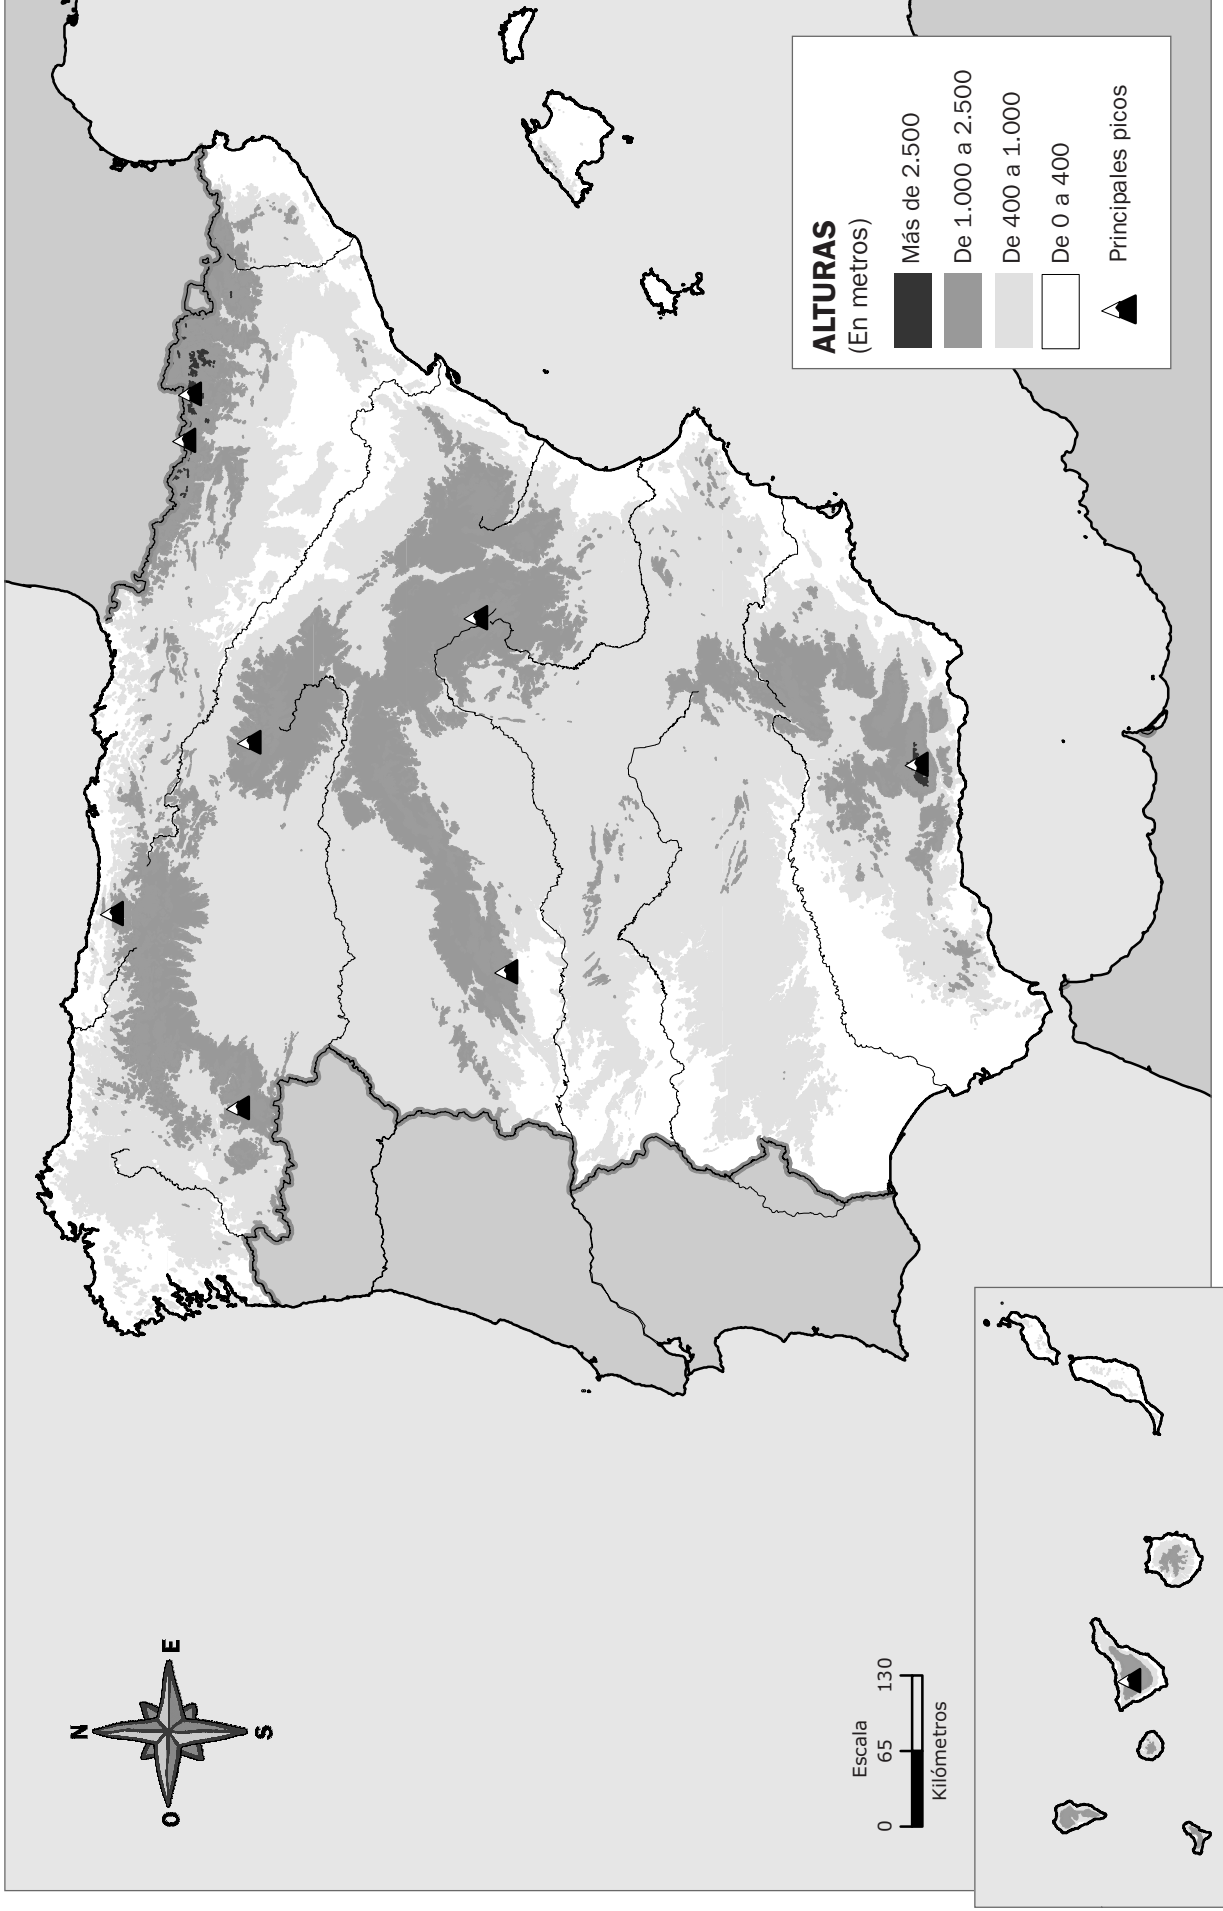 N
O
E
S
Escala
0 65 130
Kilómetros
ALTURAS
(En metros)
Más de 2.500
De 1.000 a 2.500
De 400 a 1.000
De 0 a 400
Principales picos